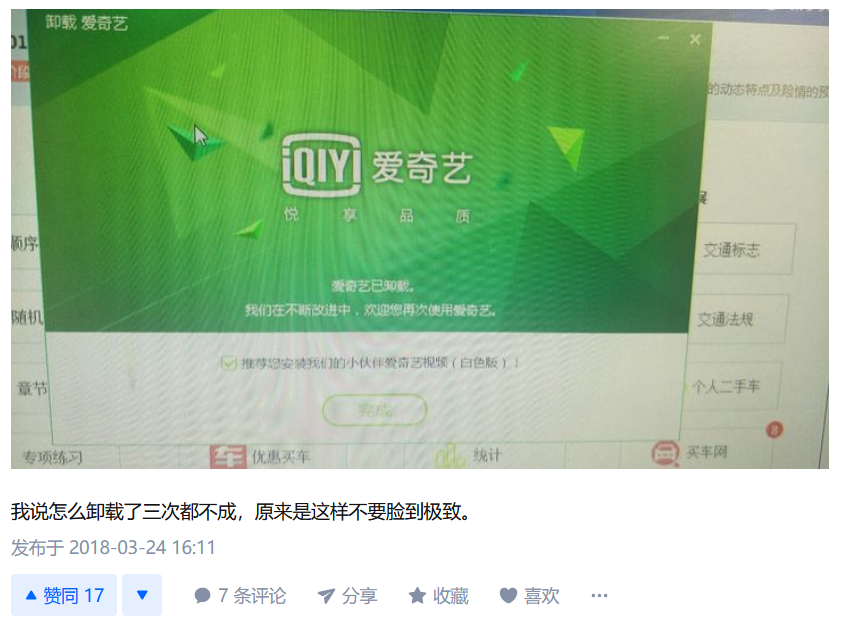 卸载 爱奇艺
01
阶段
的动态特点及险情的预
iQIYI 爱奇艺
悦 享 品 质
展
顺序
交通标志
爱奇艺已卸载。
我们在不断改进中，欢迎您再次使用爱奇艺。
随机
交通法规
推荐您安装我们的小伙伴爱奇艺视频（白色版）！
章节
个人二手车
完成
8
专项练习
车 优惠买车
统计
买车网
我说怎么卸载了三次都不成，原来是这样不要脸到极致。
发布于 2018-03-24 16:11
赞同 17
7 条评论
分享
收藏
喜欢